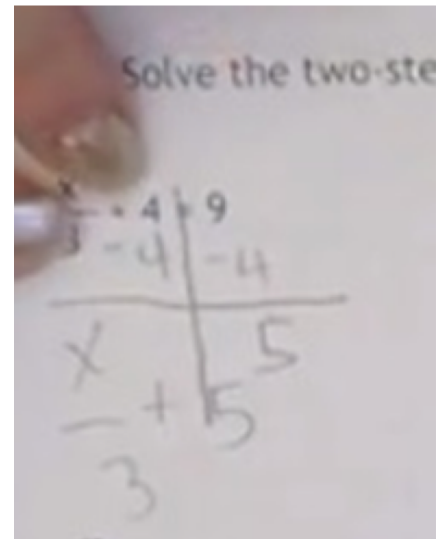 Solve the two-ste
x/3 + 4 = 9
-4 | -4
x/3 + 5
5